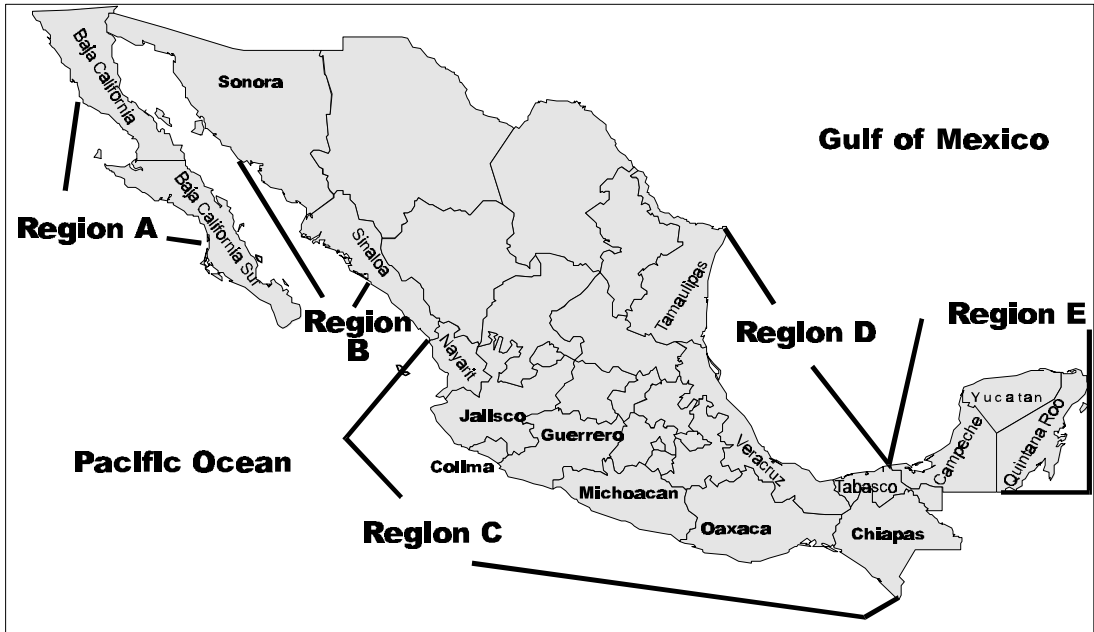 Baja California
Sonora
Gulf of Mexico
Region A
Baja California Sur
Sinaloa
Tamaulipas
Region
B
Region D
Region E
Nayarit
Yucatan
Jalisco
Guerrero
Quintana Roo
Campeche
Veracruz
Pacific Ocean
Colima
Michoacan
Tabasco
Region C
Oaxaca
Chiapas